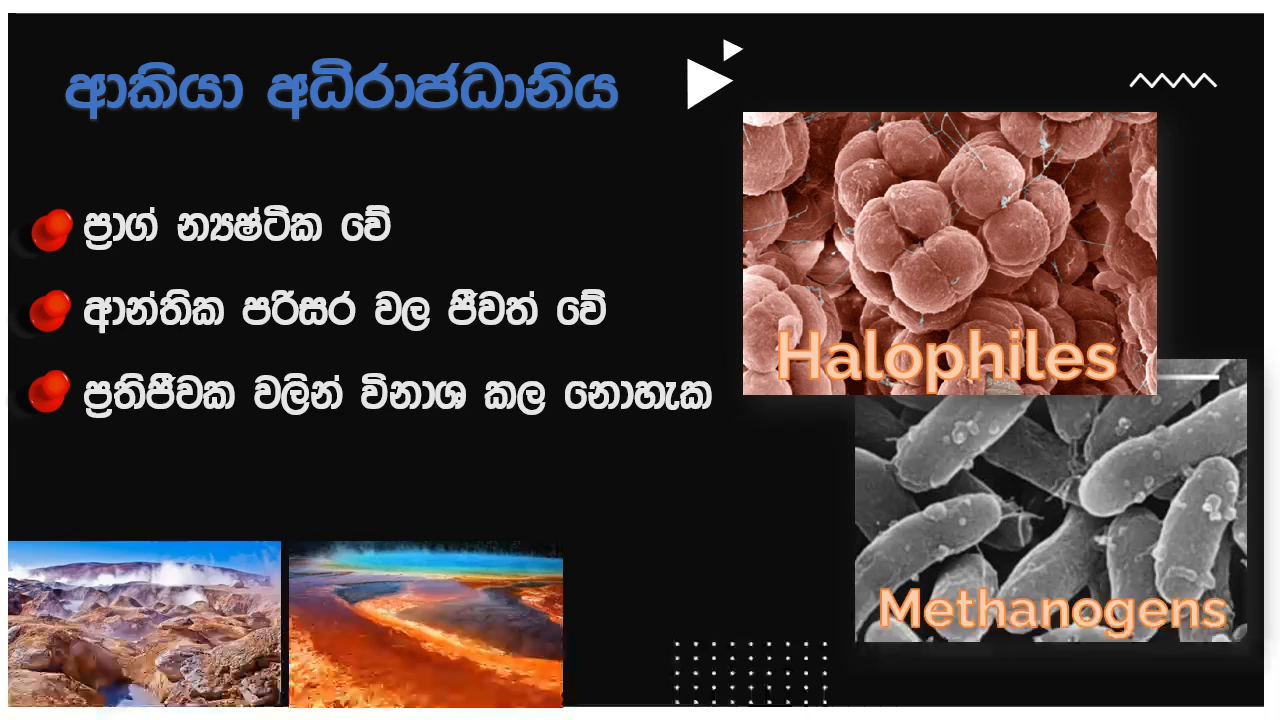 ආකියා අධිරාජධානිය
ප්‍රාග් න්‍යෂ්ටික වේ
ආන්තික පරිසර වල ජීවත් වේ
ප්‍රතිජීවක වලින් විනාශ කල නොහැක
Halophiles
Methanogens